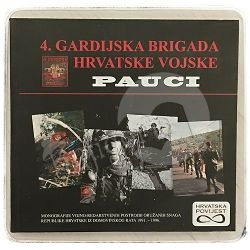 4. GARDIJSKA BRIGADA
HRVATSKE VOJSKE
PAUCI
MONOGRAFIJE VOJNO-REDARSTVENIH POSTROJBI ORUŽANIH SNAGA
REPUBLIKE HRVATSKE IZ DOMOVINSKOG RATA 1991. - 1996.
HRVATSKA
POVIJEST